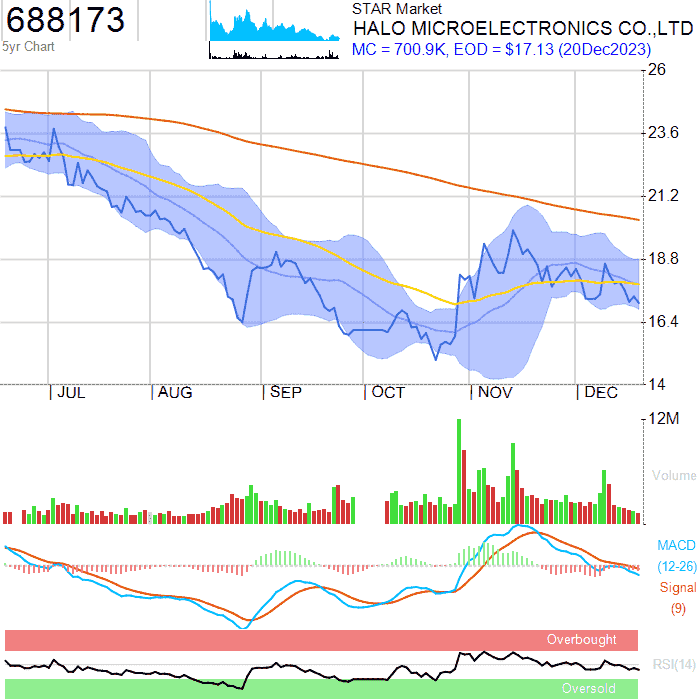 688173
5yr Chart
STAR Market
HALO MICROELECTRONICS CO.,LTD
MC = 700.9K, EOD = $17.13 (20Dec2023)
26
23.6
21.2
18.8
16.4
14
JUL AUG SEP OCT NOV DEC
12M
Volume
MACD
(12-26)
Signal
(9)
Overbought
RSI(14)
Oversold